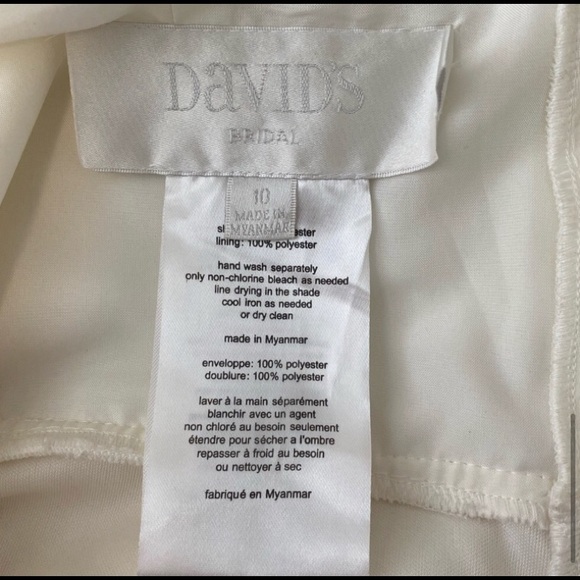 DaVID'S
BRIDAL
10
MADE IN
MYANMAR
lining: 100% polyester
hand wash separately
only non-chlorine bleach as needed
line drying in the shade
cool iron as needed
or dry clean
made in Myanmar
enveloppe: 100% polyester
doublure: 100% polyester
laver à la main séparément
blanchir avec un agent
non chloré au besoin seulement
étendre pour sécher a l'ombre
repasser à froid au besoin
ou nettoyer à sec
fabriqué en Myanmar